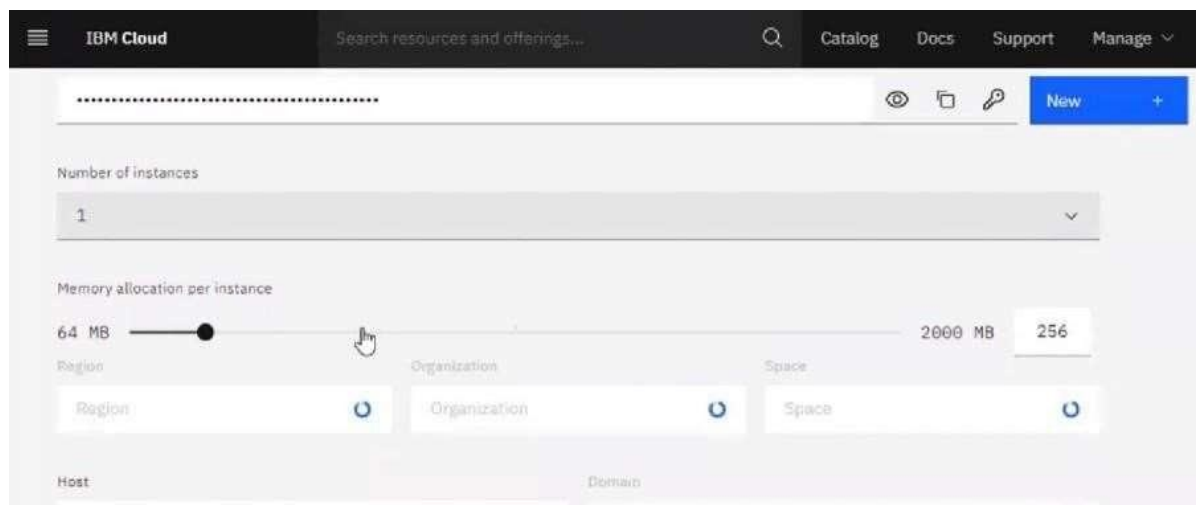 IBM Cloud Search resources and offerings... Catalog Docs Support Manage
•••••••••••••••••••••••••••••••••••••••••••• New +
Number of instances
1
Memory allocation per instance
64 MB 2000 MB 256
Region Organization Space
Region Organization Space
Host Domain